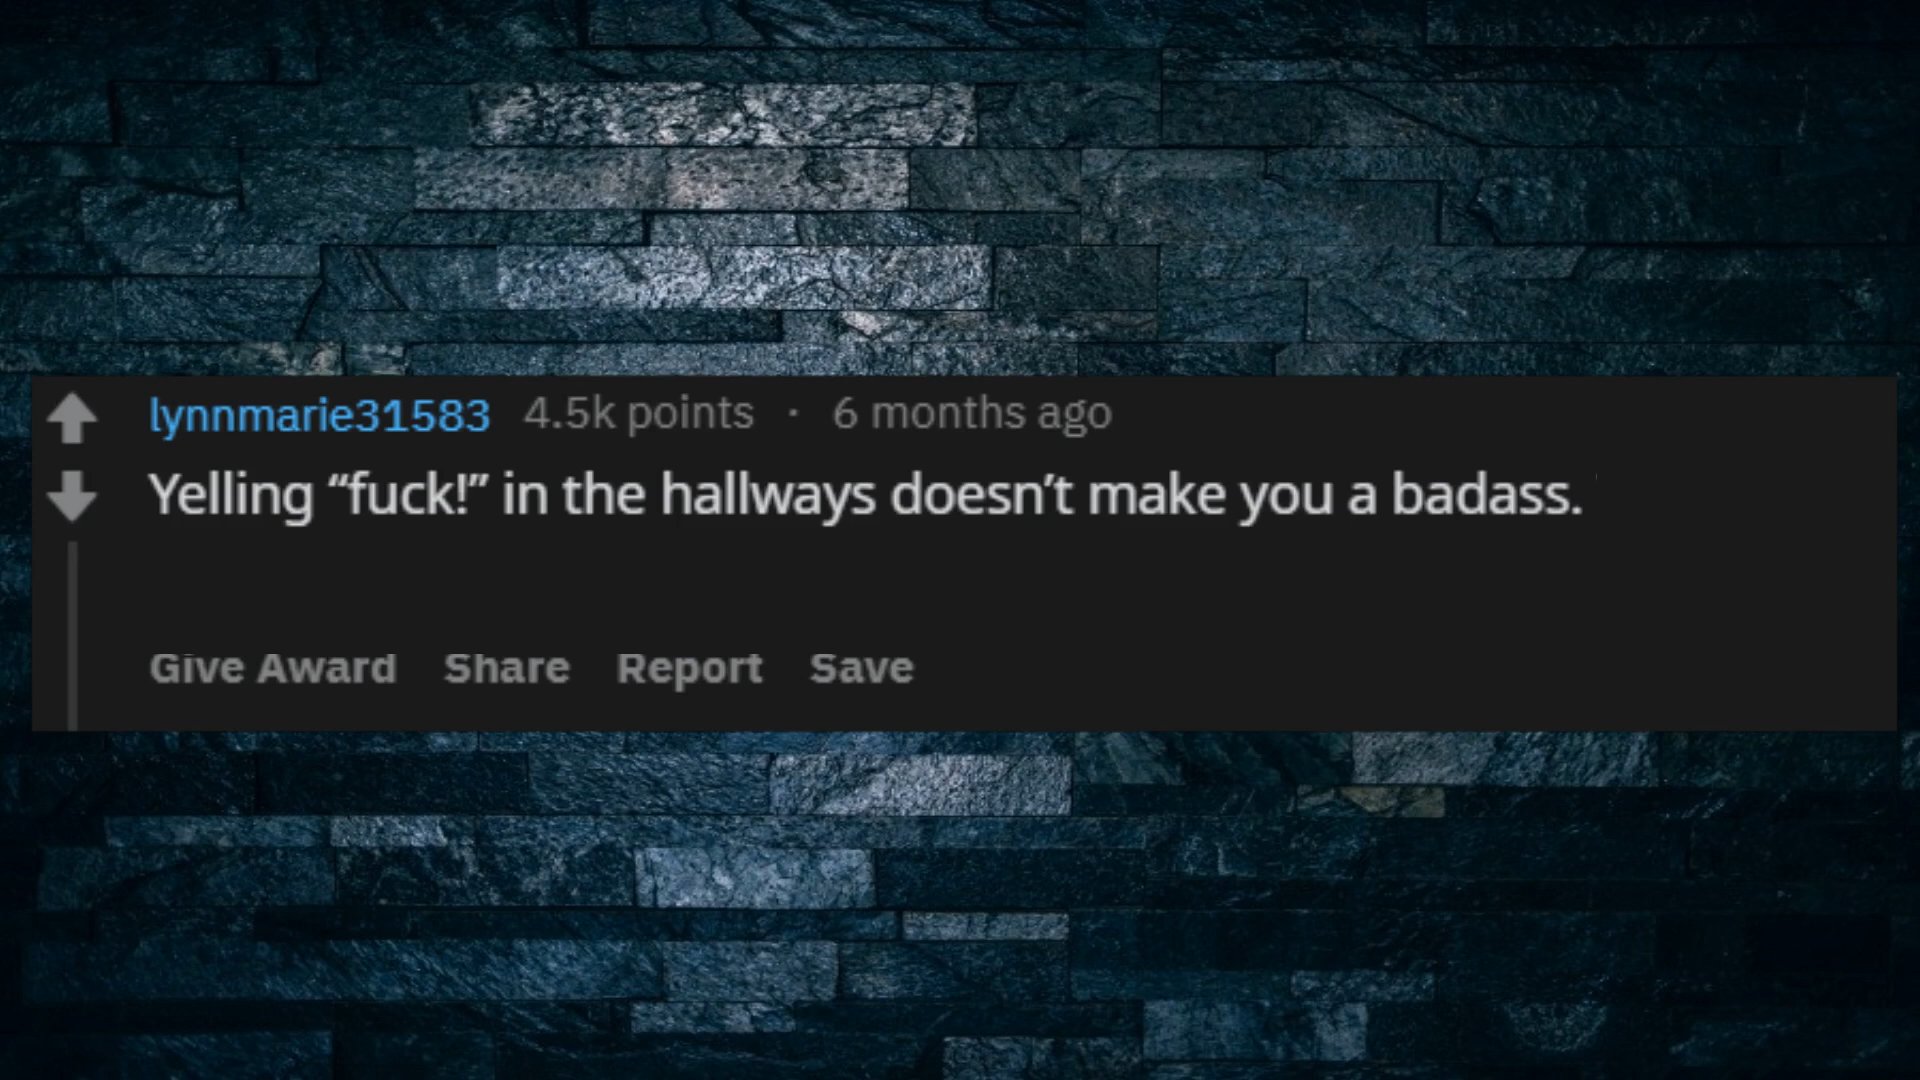 lynnmarie31583 4.5k points · 6 months ago
Yelling “fuck!” in the hallways doesn’t make you a badass.
Give Award Share Report Save